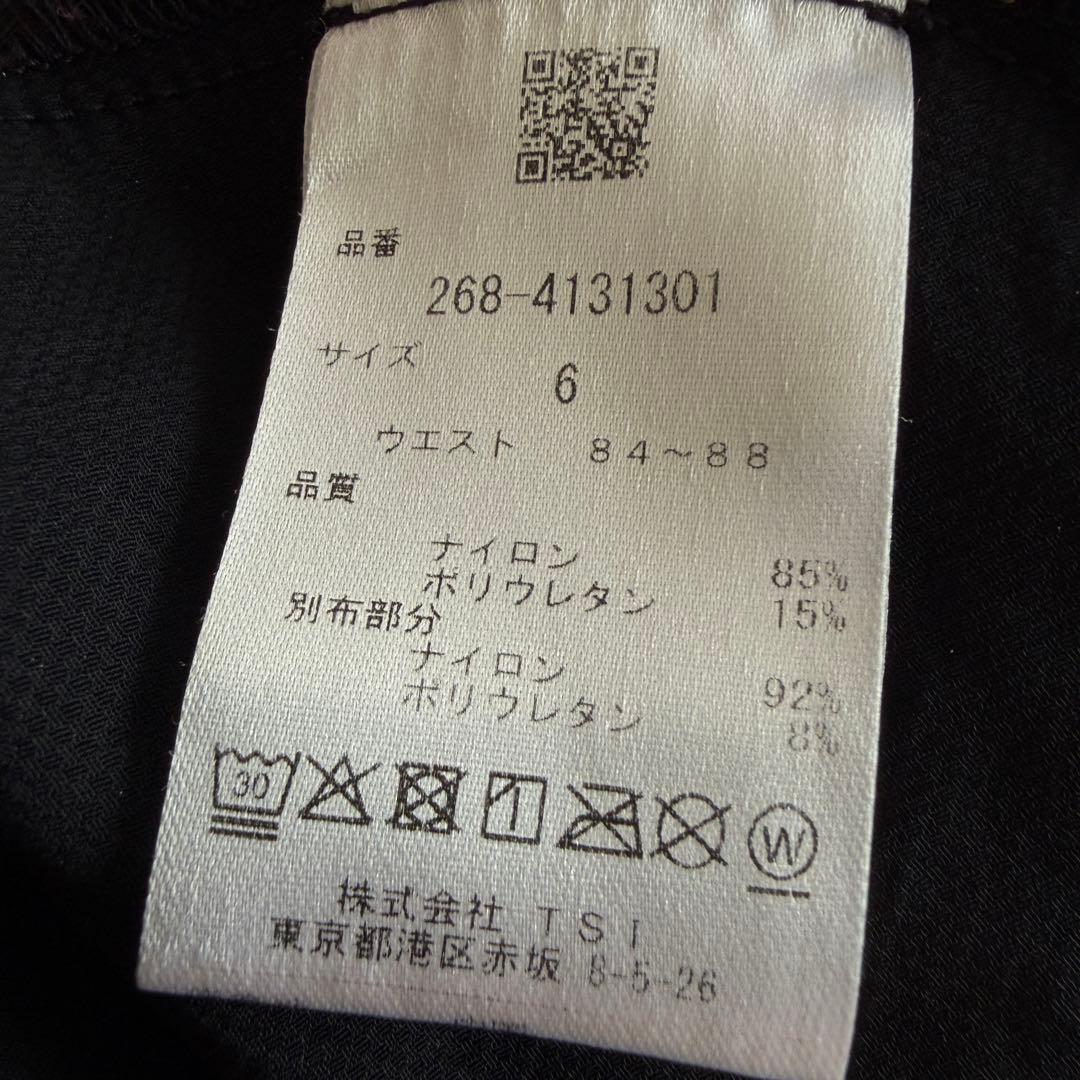 品番
268-4131301
サイズ
6
ウエスト 84~88
品質
ナイロン 85%
ポリウレタン 15%
別布部分
ナイロン 92%
ポリウレタン 8%
30
1
W
株式会社 TSI
東京都港区赤坂 8-5-26